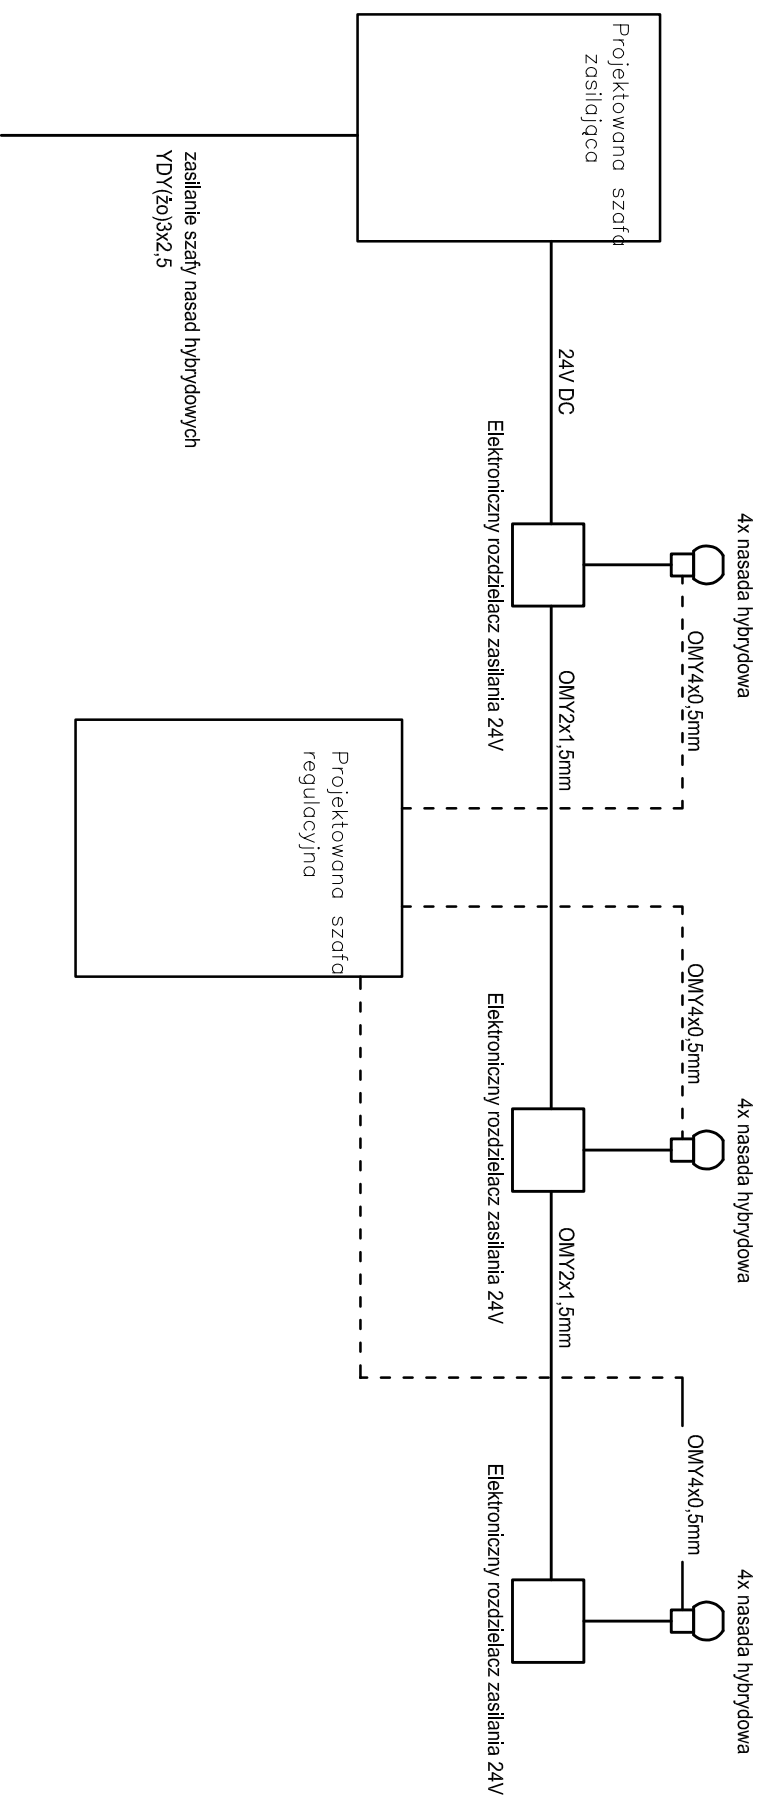 4x nasada hybrydowa
4x nasada hybrydowa
4x nasada hybrydowa
OMY4x0,5mm
OMY4x0,5mm
OMY4x0,5mm
Projektowana szafa
zasilająca
24V DC
OMY2x1,5mm
OMY2x1,5mm
Elektroniczny rozdzielacz zasilania 24V
Elektroniczny rozdzielacz zasilania 24V
Elektroniczny rozdzielacz zasilania 24V
Projektowana szafa
regulacyjna
zasilanie szafy nasad hybrydowych
YDY(żo)3x2,5